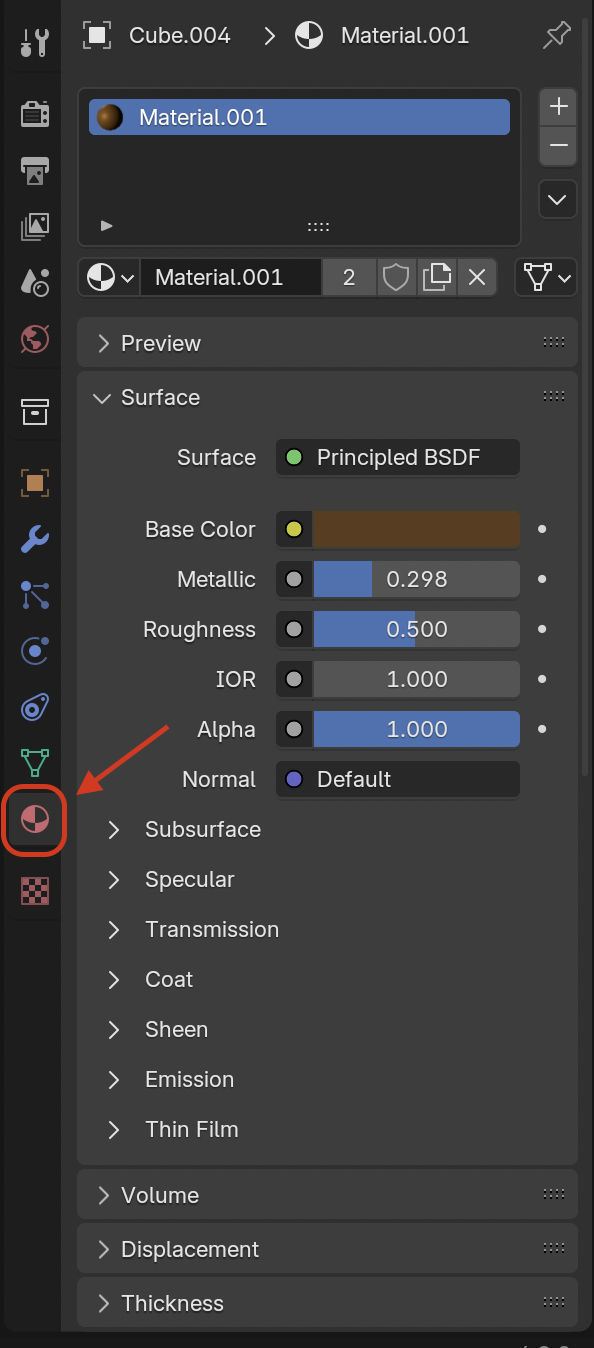 Cube.004 > Material.001
Material.001
Material.001 2
Preview
Surface
Surface Principled BSDF
Base Color
Metallic 0.298
Roughness 0.500
IOR 1.000
Alpha 1.000
Normal Default
Subsurface
Specular
Transmission
Coat
Sheen
Emission
Thin Film
Volume
Displacement
Thickness